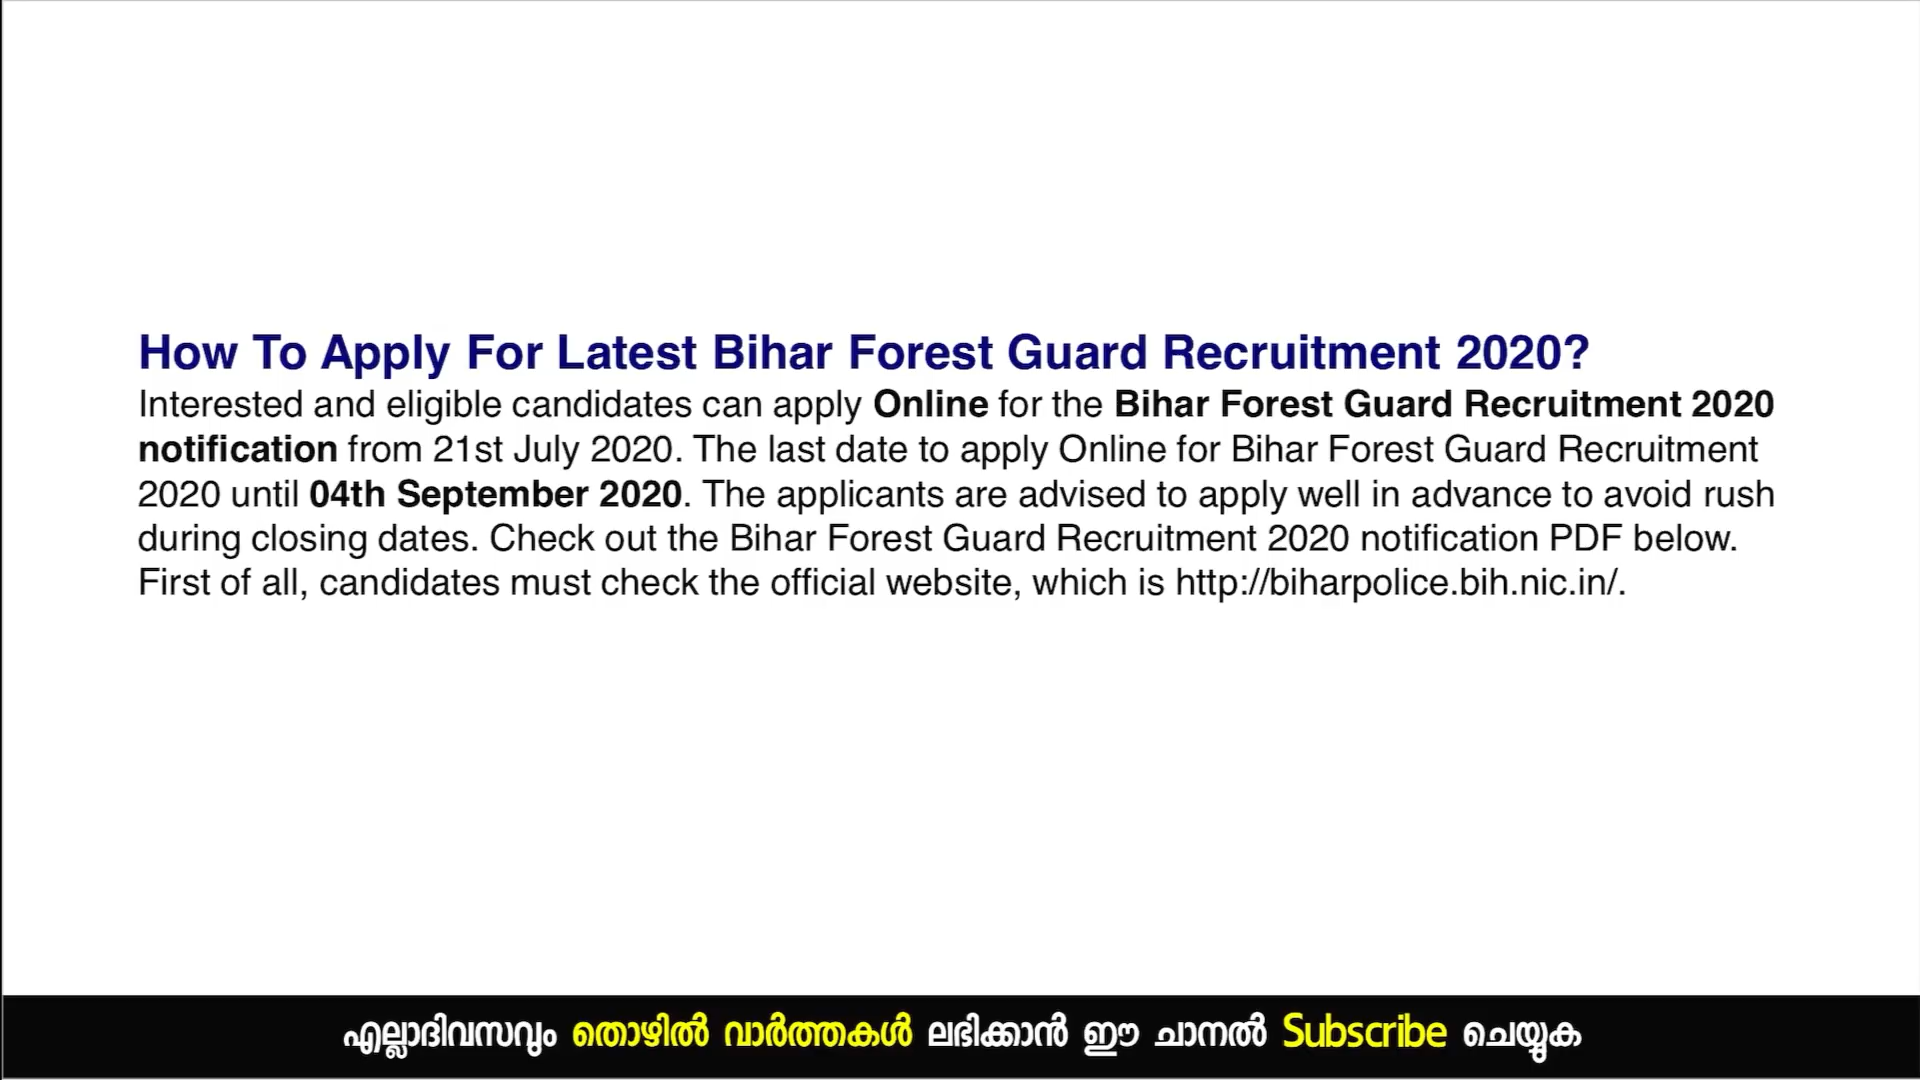 How To Apply For Latest Bihar Forest Guard Recruitment 2020?
Interested and eligible candidates can apply Online for the Bihar Forest Guard Recruitment 2020
notification from 21st July 2020. The last date to apply Online for Bihar Forest Guard Recruitment
2020 until 04th September 2020. The applicants are advised to apply well in advance to avoid rush
during closing dates. Check out the Bihar Forest Guard Recruitment 2020 notification PDF below.
First of all, candidates must check the official website, which is http://biharpolice.bih.nic.in/.
എല്ലാദിവസവും തൊഴിൽ വാർത്തകൾ ലഭിക്കാൻ ഈ ചാനൽ Subscribe ചെയ്യുക